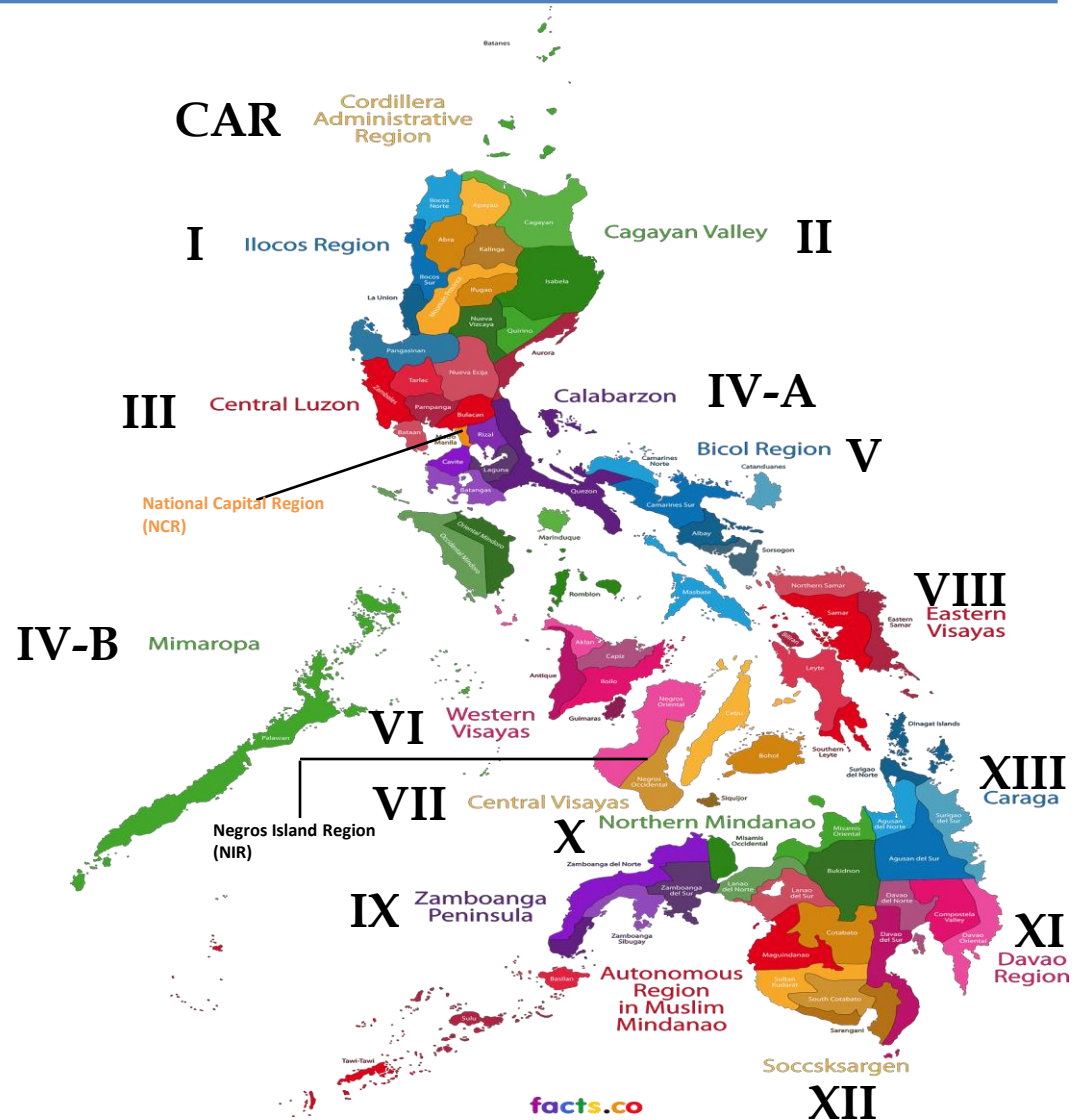 Batanes
CAR
Cordillera
Administrative
Region
Ilocos
Norte
Apayao
Cagayan
I
Ilocos Region
Abra
Kalinga
Cagayan Valley
II
Ilocos
Sur
Mountain Province
Ifugao
Isabela
La Union
Nueva
Vizcaya
Quirino
Pangasinan
Aurora
Nueva Ecija
Tarlac
Zambales
III
Central Luzon
Pampanga
Bulacan
Bataan
Metro
Manila
Rizal
Calabarzon
IV-A
Cavite
Laguna
Batangas
Quezon
Bicol Region
V
Camarines
Norte
Catanduanes
Camarines Sur
Albay
Sorsogon
National Capital Region
(NCR)
Oriental Mindoro
Occidental Mindoro
Marinduque
Romblon
Masbate
Northern Samar
VIII
Eastern
Visayas
Samar
Eastern
Samar
Biliran
Leyte
Southern
Leyte
IV-B
Mimaropa
Palawan
Aklan
Capiz
Antique
Iloilo
Guimaras
VI
Western
Visayas
Negros
Oriental
Cebu
Bohol
Negros
Occidental
Siquijor
VII
Central Visayas
Negros Island Region
(NIR)
Dinagat Islands
Surigao
del Norte
XIII
Caraga
Agusan
del Norte
Surigao
del Sur
Agusan del Sur
X
Northern Mindanao
Misamis
Occidental
Misamis
Oriental
Bukidnon
Lanao
del Norte
Lanao
del Sur
IX
Zamboanga
Peninsula
Zamboanga del Norte
Zamboanga
del Sur
Zamboanga
Sibugay
Davao
del Norte
Compostela
Valley
Davao
Oriental
Davao
del Sur
XI
Davao
Region
Cotabato
Maguindanao
Sultan
Kudarat
South Cotabato
Sarangani
Autonomous
Region
in Muslim
Mindanao
Basilan
Sulu
Tawi-Tawi
Soccsksargen
XII
facts.co